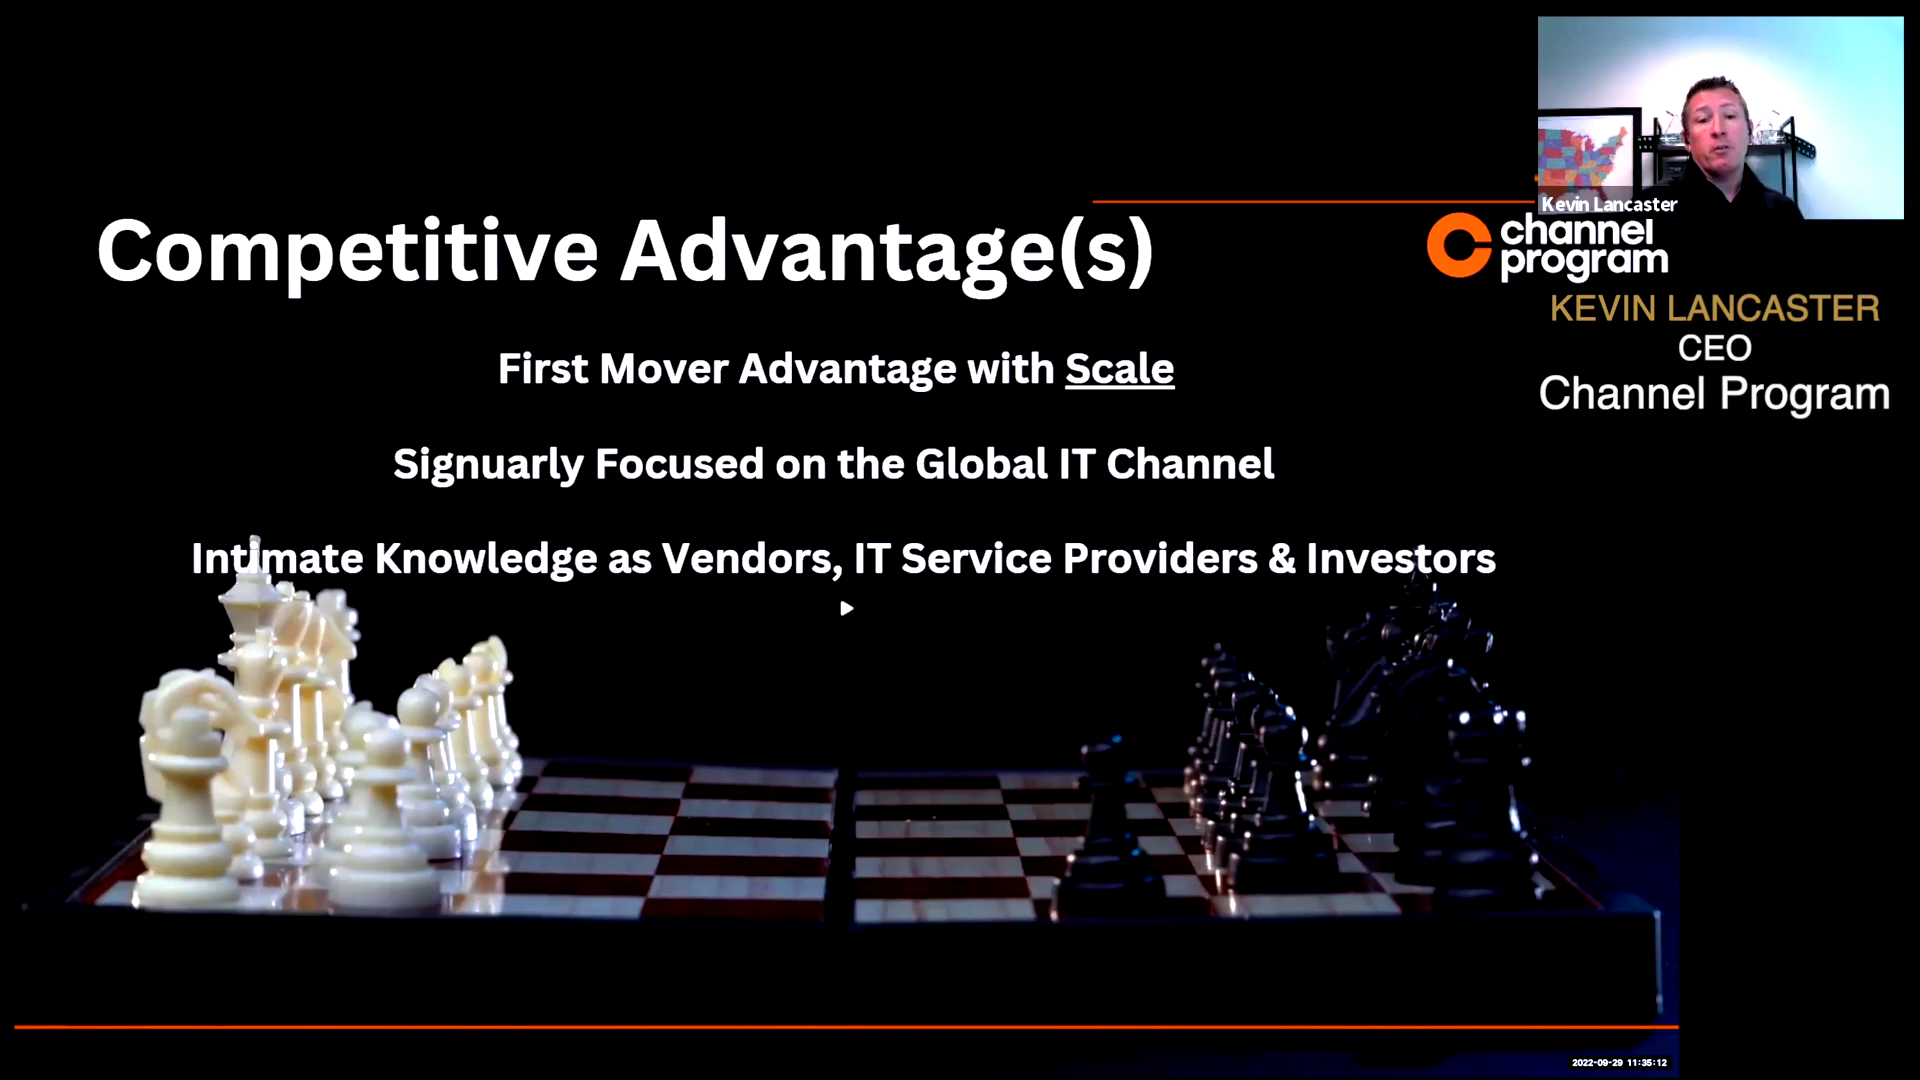 Kevin Lancaster
Competitive Advantage(s)
channel
program
KEVIN LANCASTER
CEO
Channel Program
First Mover Advantage with Scale
Signuarly Focused on the Global IT Channel
Intimate Knowledge as Vendors, IT Service Providers & Investors
2022-09-29 11:35:12